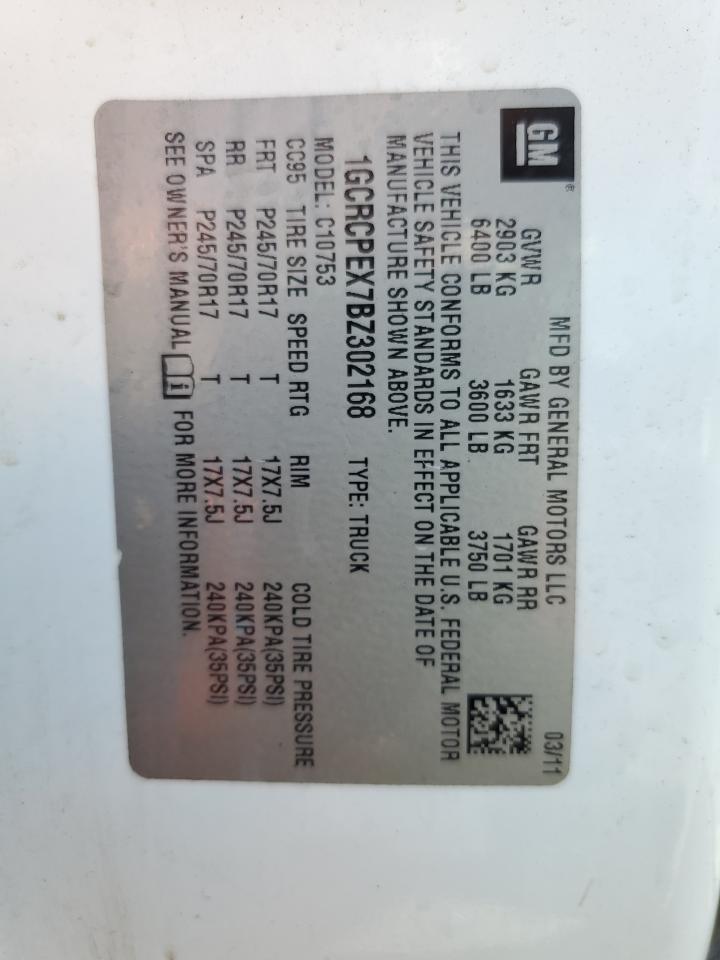 GM®
MFD BY GENERAL MOTORS LLC 03/11
GVWR GAWR FRT GAWR RR
2903 KG 1633 KG 1701 KG
6400 LB 3600 LB 3750 LB
THIS VEHICLE CONFORMS TO ALL APPLICABLE U.S. FEDERAL MOTOR
VEHICLE SAFETY STANDARDS IN EFFECT ON THE DATE OF
MANUFACTURE SHOWN ABOVE.
1GCRCPEX7BZ302168 TYPE: TRUCK
MODEL: C10753
CC95 TIRE SIZE SPEED RTG RIM COLD TIRE PRESSURE
FRT P245/70R17 T 17X7.5J 240KPA(35PSI)
RR P245/70R17 T 17X7.5J 240KPA(35PSI)
SPA P245/70R17 T 17X7.5J 240KPA(35PSI)
SEE OWNER'S MANUAL FOR MORE INFORMATION.